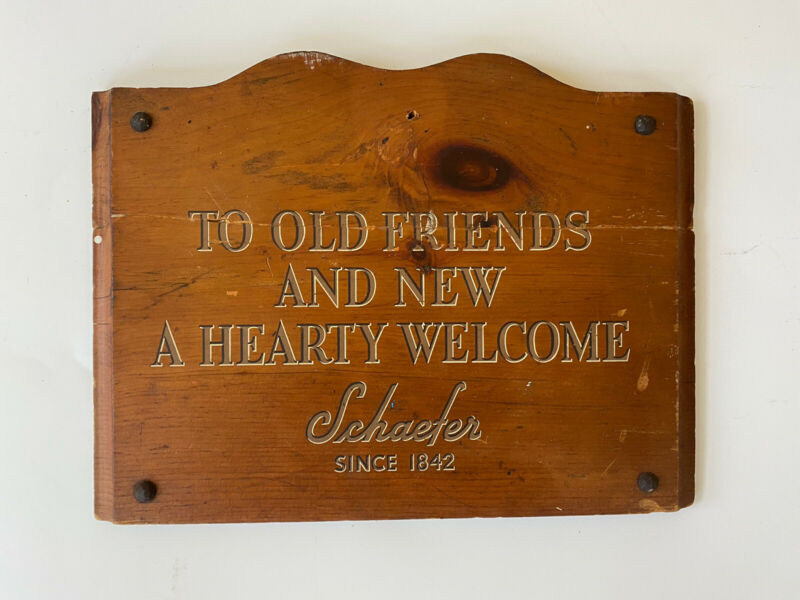 TO OLD FRIENDS
AND NEW
A HEARTY WELCOME
Schaefer
SINCE 1842